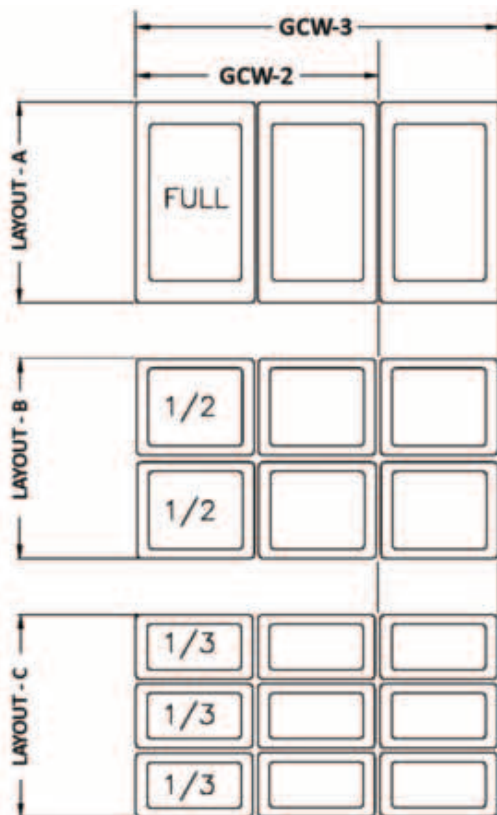 GCW-3
GCW-2
LAYOUT - A
FULL
LAYOUT - B
1/2
1/2
LAYOUT - C
1/3
1/3
1/3